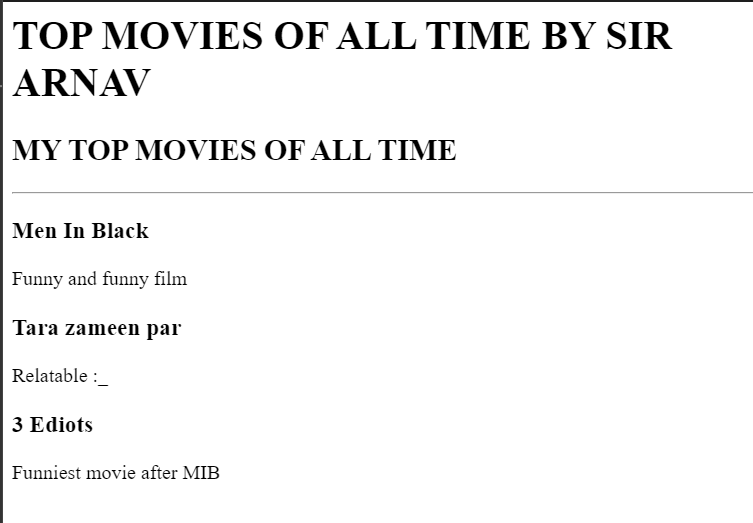 TOP MOVIES OF ALL TIME BY SIR
ARNAV
MY TOP MOVIES OF ALL TIME
Men In Black
Funny and funny film
Tara zameen par
Relatable :_
3 Ediots
Funniest movie after MIB